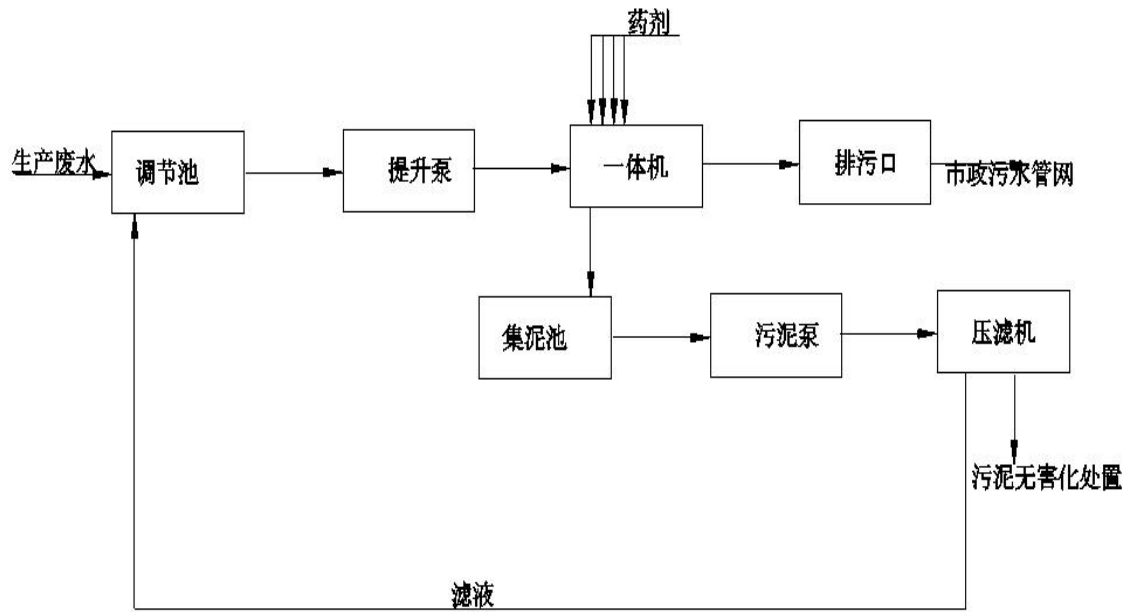 药剂
生产废水
调节池
提升泵
一体机
排污口
市政污水管网
集泥池
污泥泵
压滤机
污泥无害化处置
滤液